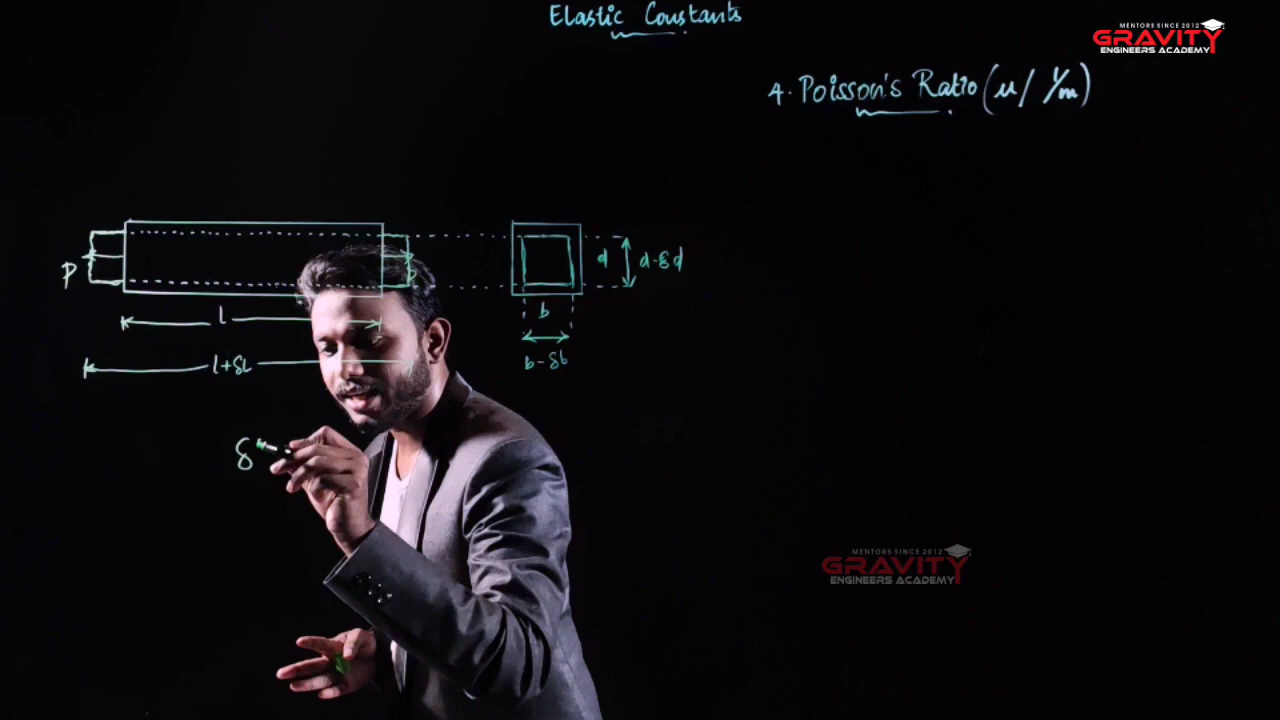 Elastic Constants
MENTORS SINCE 2012
GRAVITY
ENGINEERS ACADEMY
4. Poisson's Ratio (μ / 1/m)
P
P
d
d-δd
l
b
l+δl
b-δb
δ
MENTORS SINCE 2012
GRAVITY
ENGINEERS ACADEMY